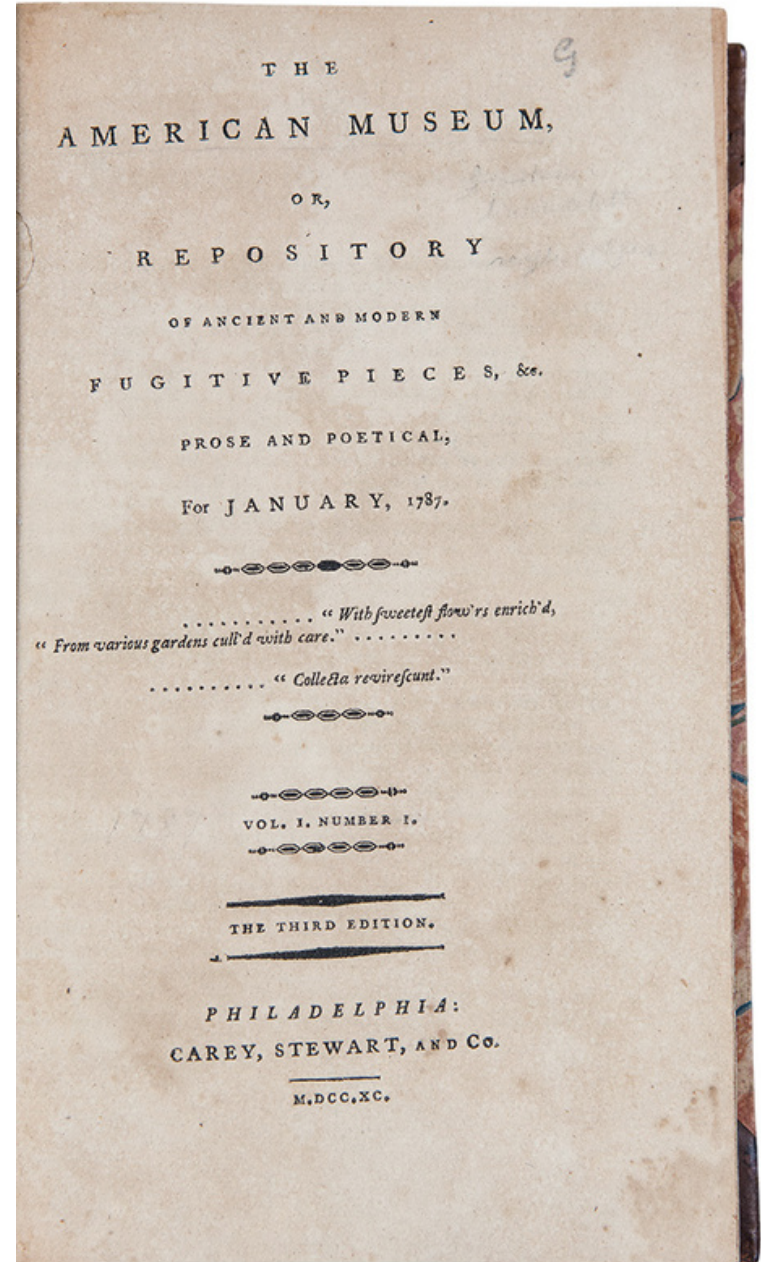 G
THE
AMERICAN MUSEUM,
OR,
REPOSITORY
OF ANCIENT AND MODERN
FUGITIVE PIECES, &c.
PROSE AND POETICAL,
For JANUARY, 1787.
........... “ With ſweeteſt flow'rs enrich'd,
“ From various gardens cull'd with care.” .........
.......... “ Collecta revireſcunt.”
VOL. I. NUMBER I.
THE THIRD EDITION.
PHILADELPHIA:
CAREY, STEWART, AND Co.
M.DCC.XC.